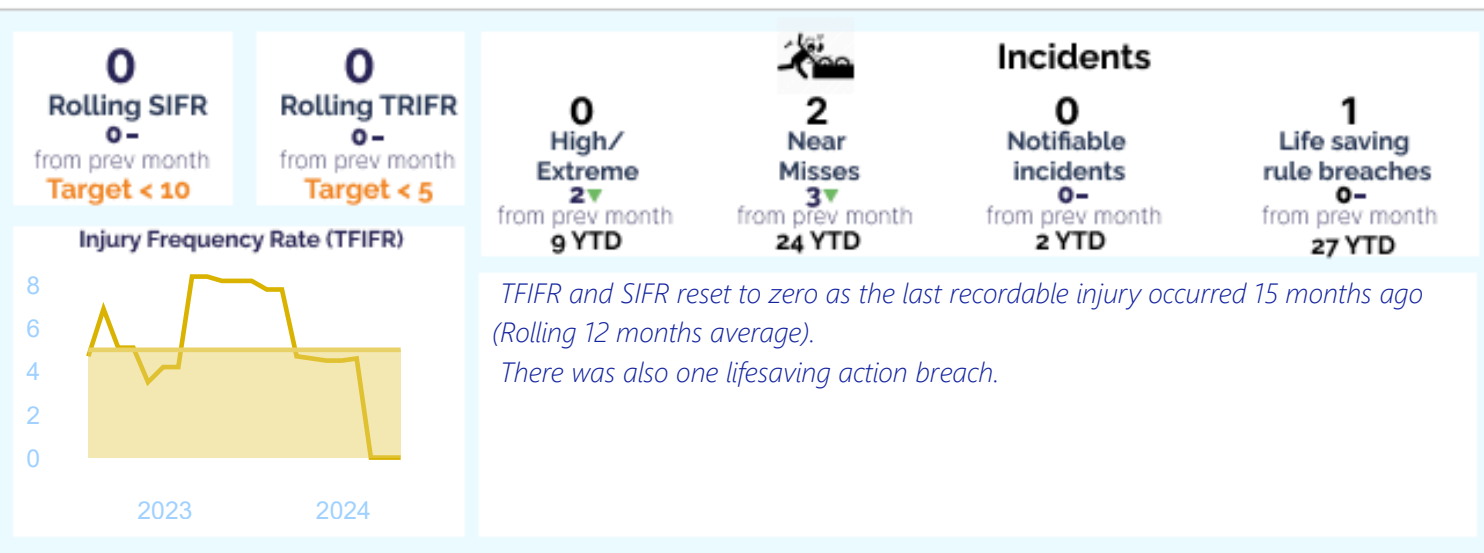 0
Rolling SIFR
0 -
from prev month
Target < 10
0
Rolling TRIFR
0 -
from prev month
Target < 5
Incidents
0
High/
Extreme
2▼
from prev month
9 YTD
2
Near
Misses
3▼
from prev month
24 YTD
0
Notifiable
incidents
0-
from prev month
2 YTD
1
Life saving
rule breaches
0-
from prev month
27 YTD
Injury Frequency Rate (TFIFR)
8
6
4
2
0
2023
2024
TFIFR and SIFR reset to zero as the last recordable injury occurred 15 months ago
(Rolling 12 months average).
There was also one lifesaving action breach.